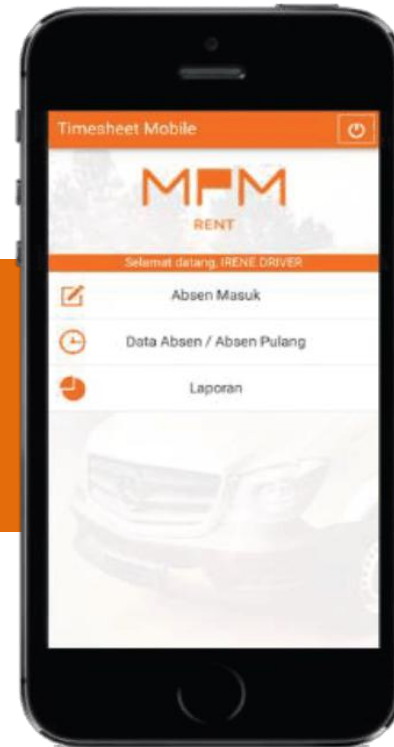 Timesheet Mobile
MPM
RENT
Selamat datang, IRENE DRIVER
Absen Masuk
Data Absen / Absen Pulang
Laporan